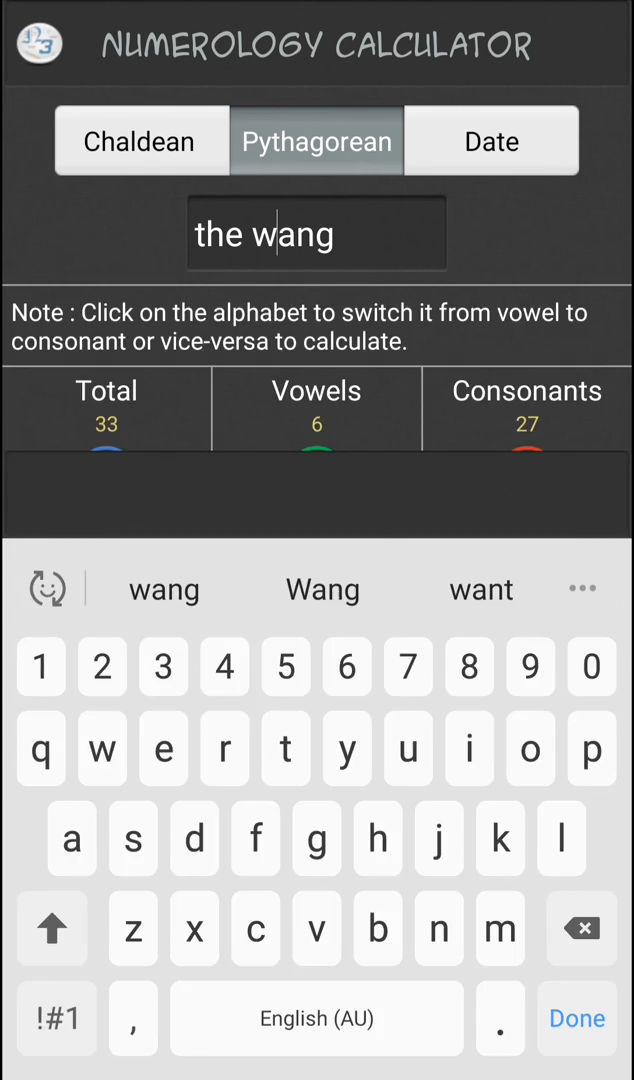 NUMEROLOGY CALCULATOR
Chaldean Pythagorean Date
the wang
Note : Click on the alphabet to switch it from vowel to
consonant or vice-versa to calculate.
Total Vowels Consonants
33 6 27
wang Wang want •••
1 2 3 4 5 6 7 8 9 0
q w e r t y u i o p
a s d f g h j k l
z x c v b n m
!#1 , English (AU) . Done